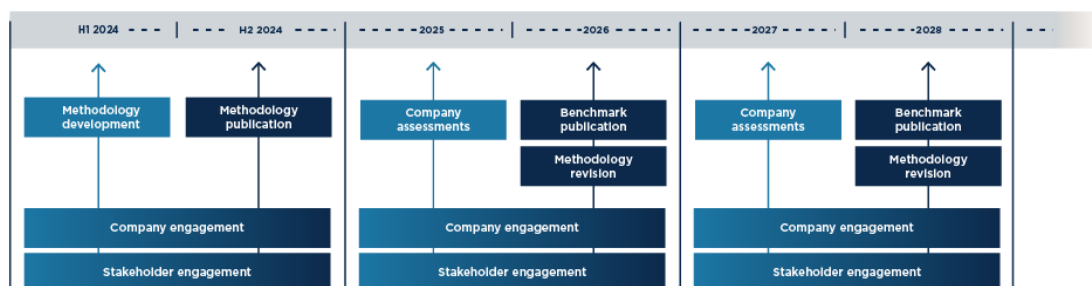 H1 2024
H2 2024
2025
2026
2027
2028
Methodology
development
Methodology
publication
Company
assessments
Benchmark
publication
Company
assessments
Benchmark
publication
Methodology
revision
Methodology
revision
Company engagement
Company engagement
Company engagement
Stakeholder engagement
Stakeholder engagement
Stakeholder engagement